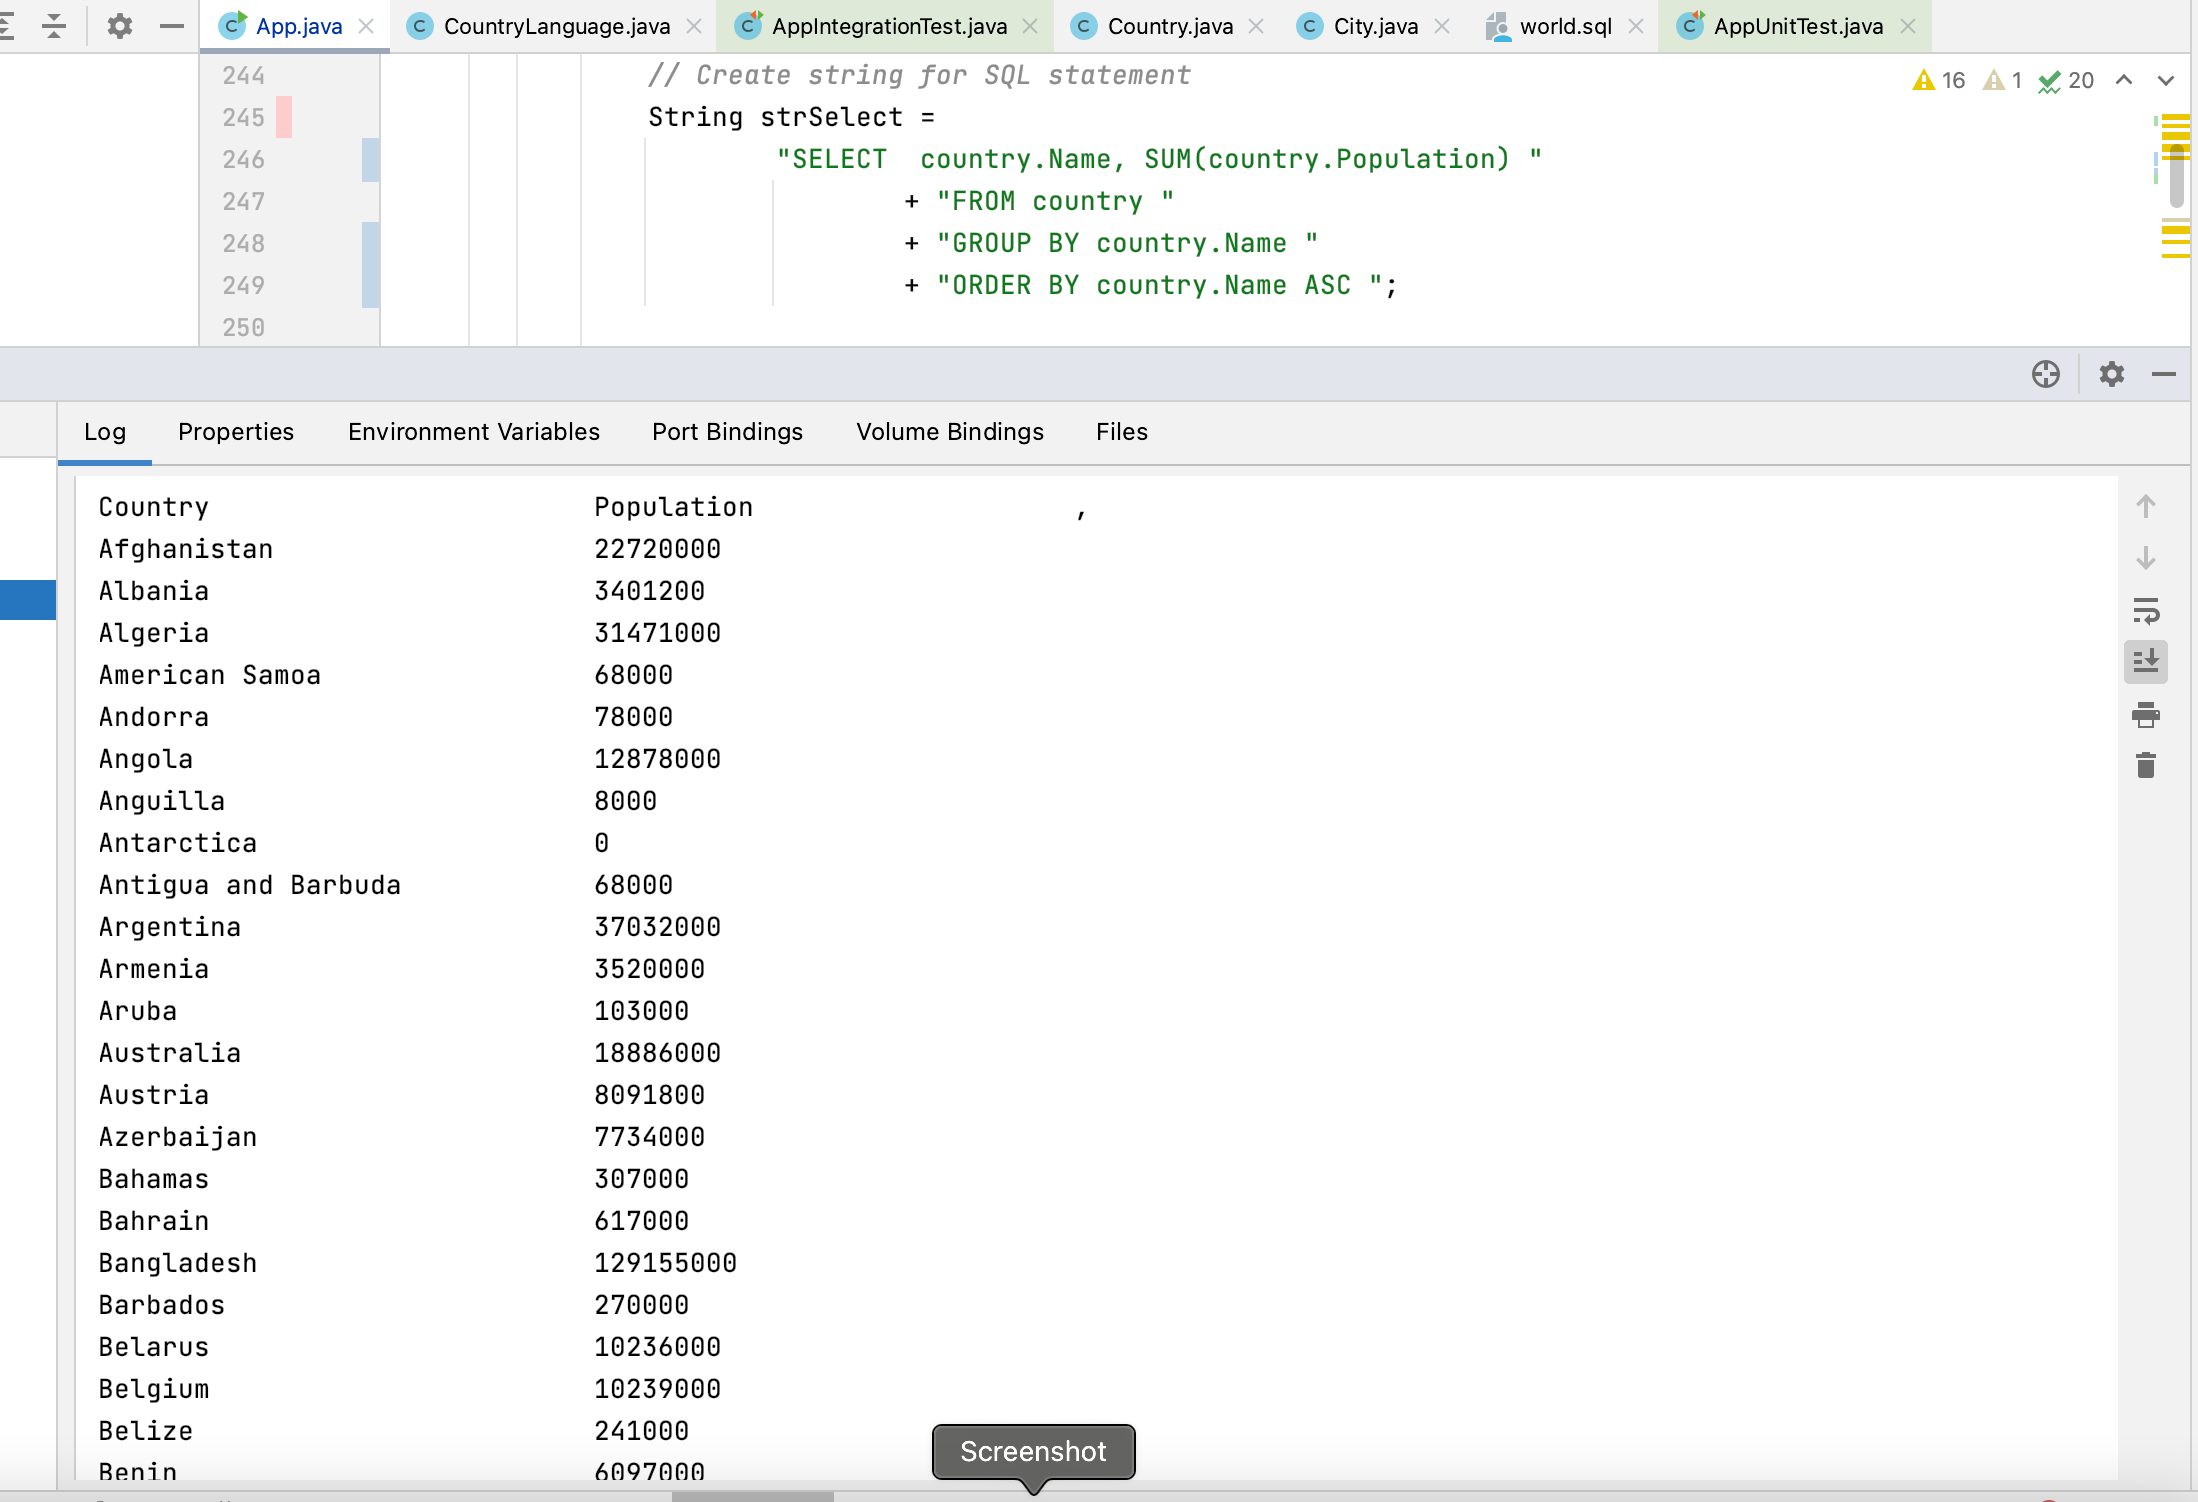 App.java CountryLanguage.java AppIntegrationTest.java Country.java City.java world.sql AppUnitTest.java
244 // Create string for SQL statement 16 1 20
245 String strSelect =
246 "SELECT  country.Name, SUM(country.Population) "
247 + "FROM country "
248 + "GROUP BY country.Name "
249 + "ORDER BY country.Name ASC ";
250
Log Properties Environment Variables Port Bindings Volume Bindings Files
Country Population ,
Afghanistan 22720000
Albania 3401200
Algeria 31471000
American Samoa 68000
Andorra 78000
Angola 12878000
Anguilla 8000
Antarctica 0
Antigua and Barbuda 68000
Argentina 37032000
Armenia 3520000
Aruba 103000
Australia 18886000
Austria 8091800
Azerbaijan 7734000
Bahamas 307000
Bahrain 617000
Bangladesh 129155000
Barbados 270000
Belarus 10236000
Belgium 10239000
Belize 241000
Benin 6097000
Screenshot